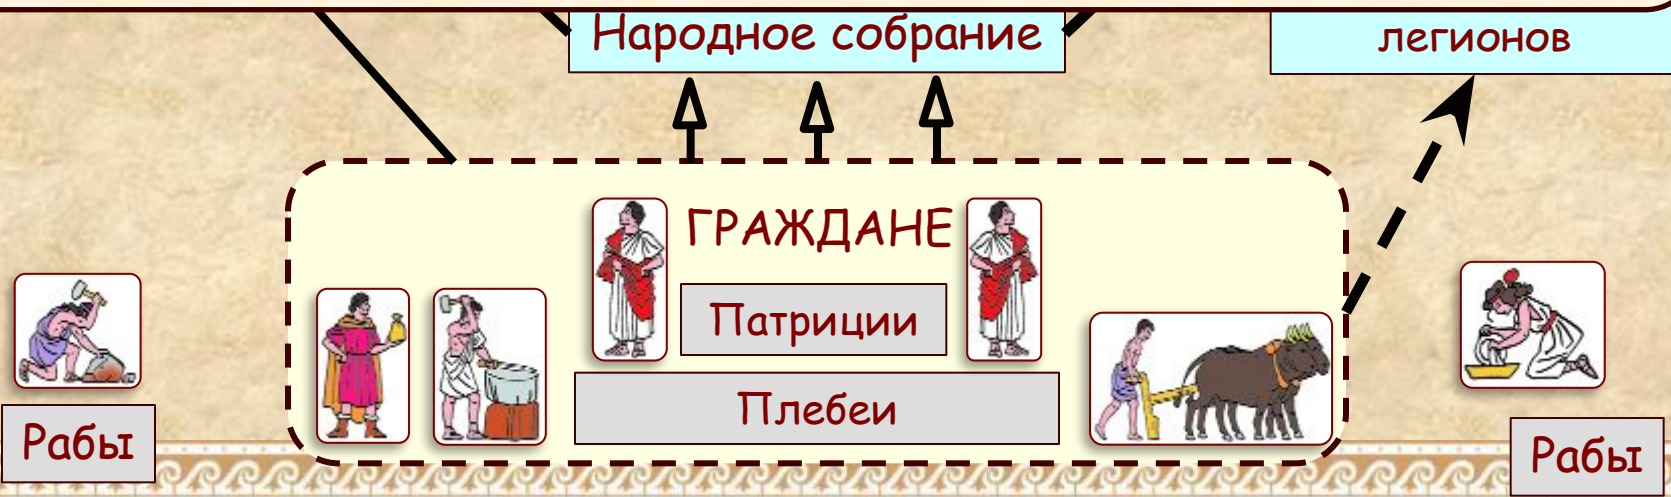 Народное собрание
легионов
ГРАЖДАНЕ
Патриции
Плебеи
Рабы
Рабы